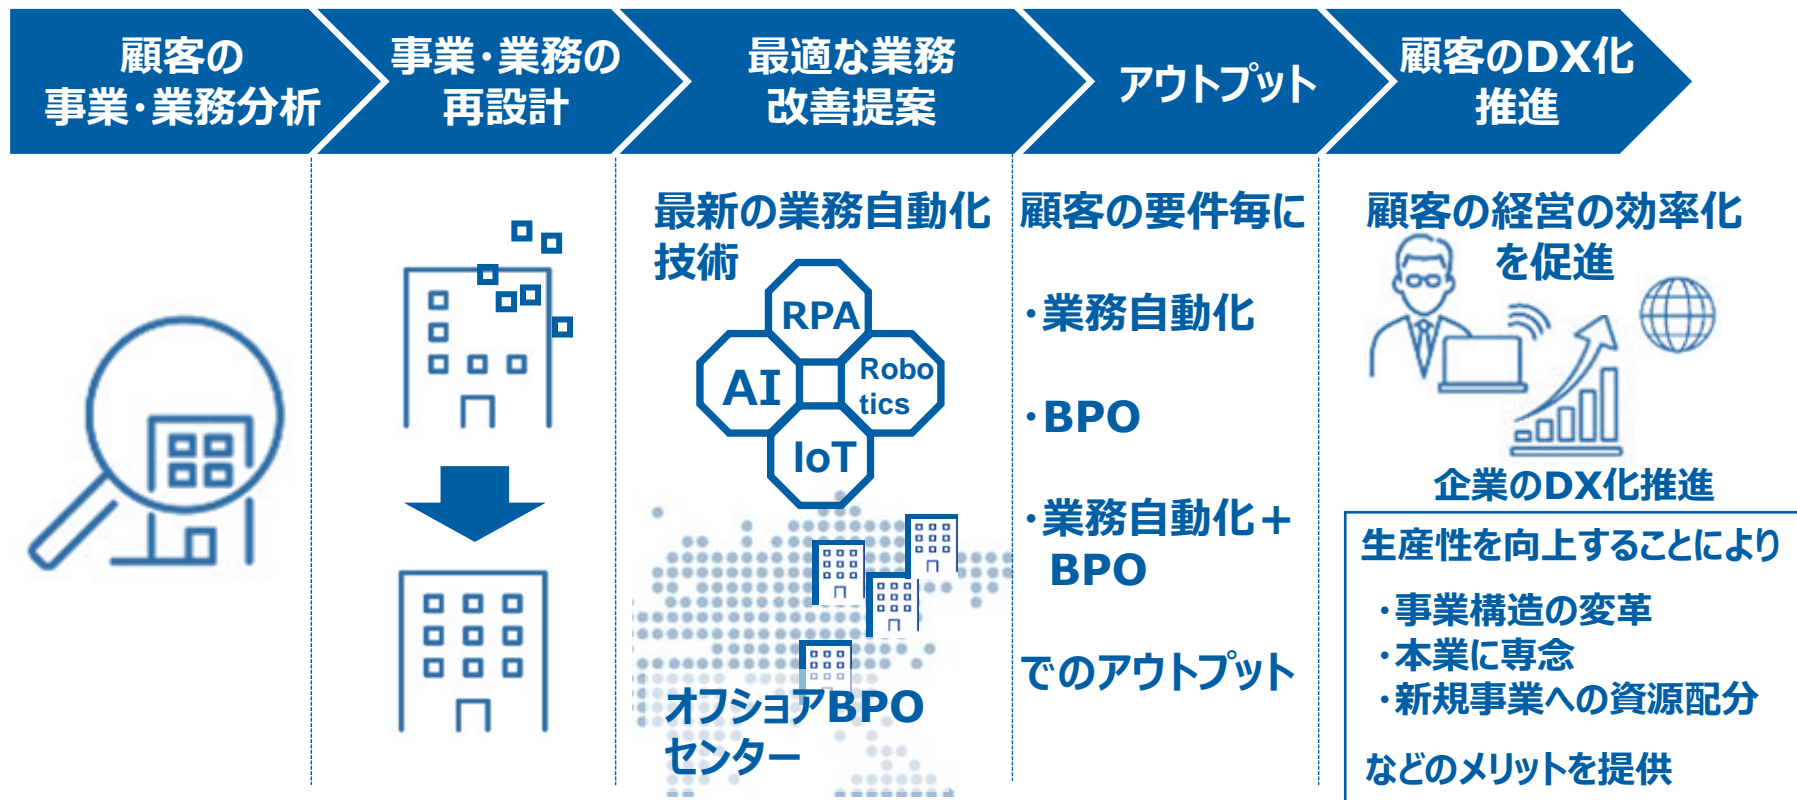 顧客の
事業・業務分析
事業・業務の
再設計
最適な業務
改善提案
アウトプット
顧客のDX化
推進
最新の業務自動化
技術
RPA
AI
Robo
tics
IoT
オフショアBPO
センター
顧客の要件毎に
・業務自動化
・BPO
・業務自動化＋
BPO
でのアウトプット
顧客の経営の効率化
を促進
企業のDX化推進
生産性を向上することにより
・事業構造の変革
・本業に専念
・新規事業への資源配分
などのメリットを提供